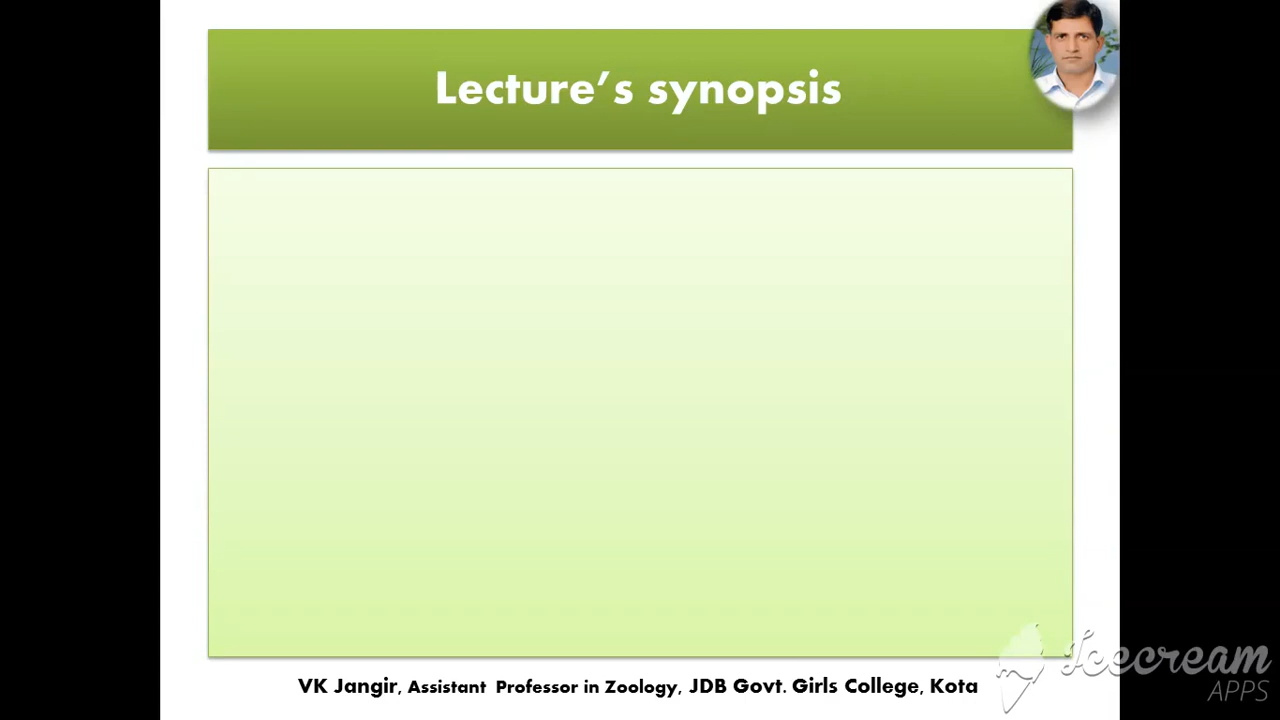 Lecture’s synopsis
VK Jangir, Assistant Professor in Zoology, JDB Govt. Girls College, Kota
Icecream
APPS